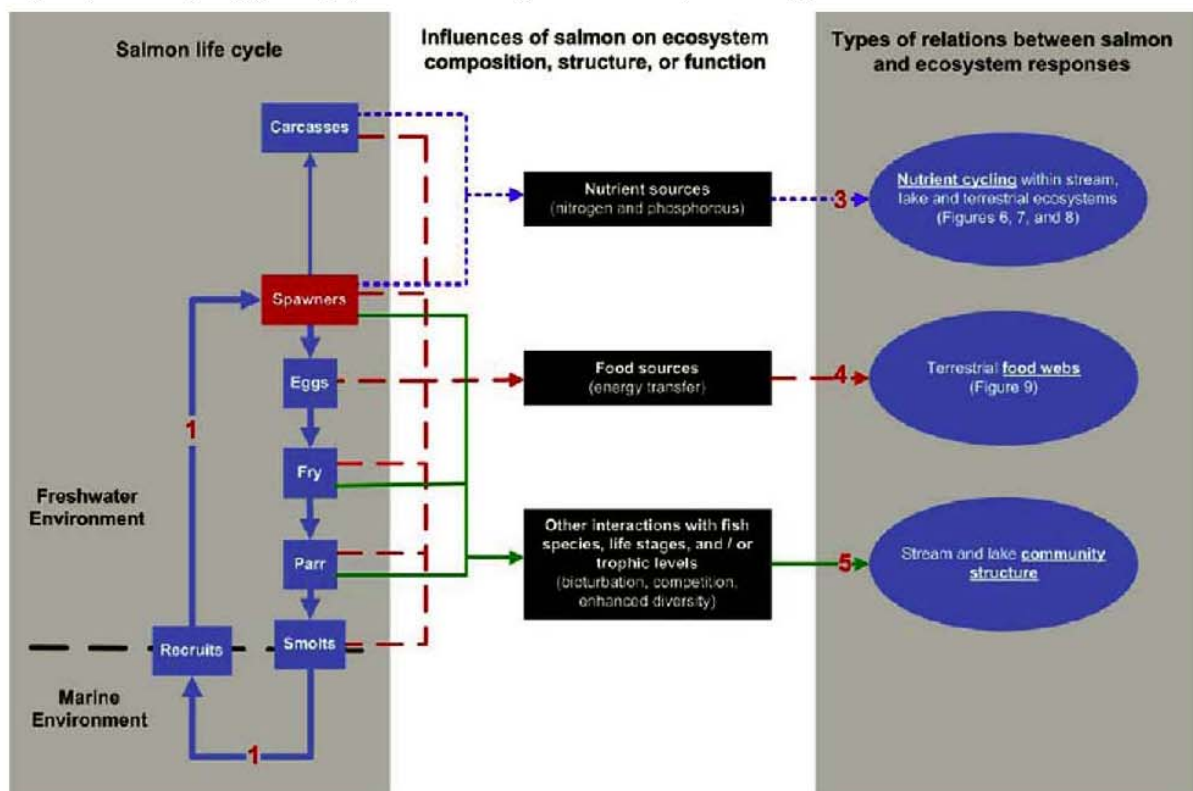 Salmon life cycle
Influences of salmon on ecosystem
composition, structure, or function
Types of relations between salmon
and ecosystem responses
Carcasses
Nutrient sources
(nitrogen and phosphorous)
3
Nutrient cycling within stream,
lake and terrestrial ecosystems
(Figures 6, 7, and 8)
Spawners
Eggs
Food sources
(energy transfer)
4
Terrestrial food webs
(Figure 9)
1
Fry
Freshwater
Environment
Parr
Other interactions with fish
species, life stages, and / or
trophic levels
(bioturbation, competition,
enhanced diversity)
5
Stream and lake community
structure
Recruits
Smolts
Marine
Environment
1